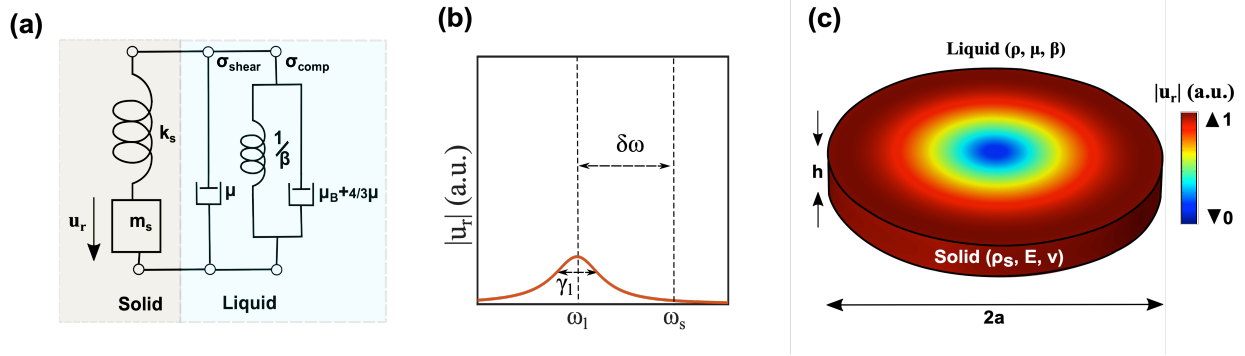 (a)
σshear
σcomp
ks
1/β
μ
μB+4/3μ
ur
ms
Solid
Liquid
(b)
|ur| (a.u.)
δω
γl
ωl
ωs
(c)
Liquid (ρ, μ, β)
|ur| (a.u.)
▲1
▼0
h
Solid (ρs, E, ν)
2a